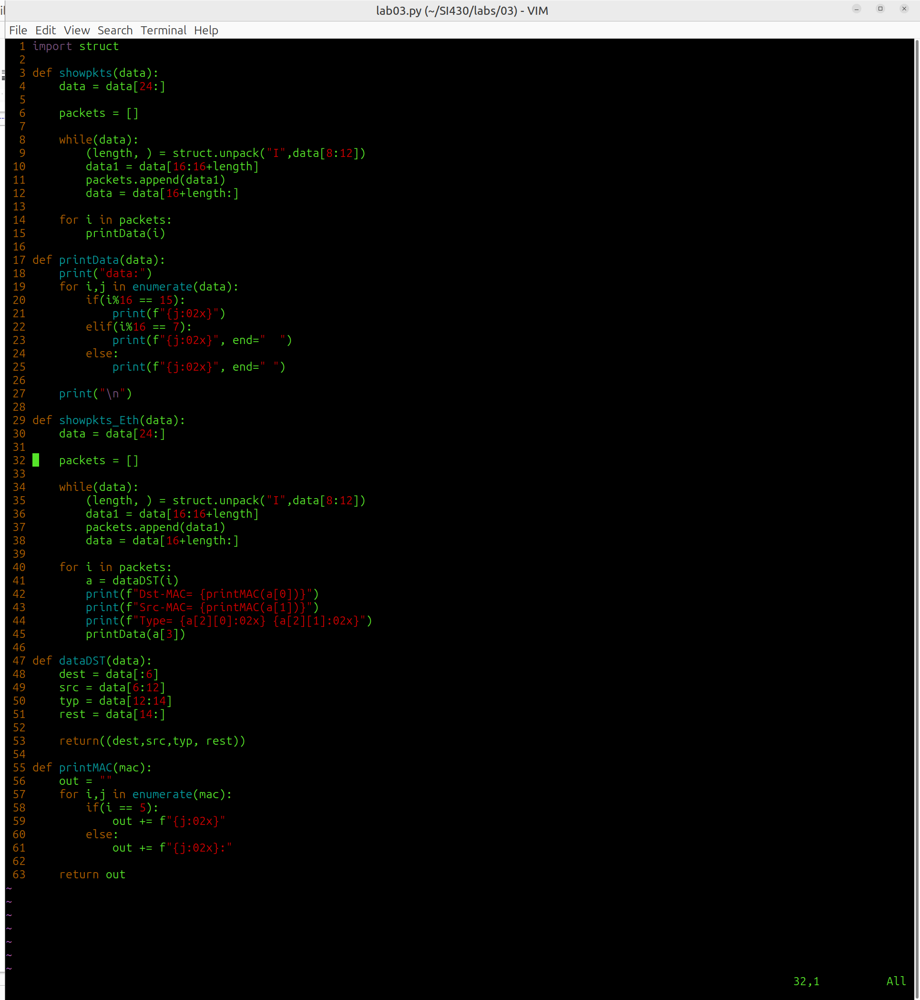 lab03.py (~/SI430/labs/03) - VIM
File Edit View Search Terminal Help
1 import struct
2
3 def showpkts(data):
4     data = data[24:]
5
6     packets = []
7
8     while(data):
9         (length, ) = struct.unpack("I",data[8:12])
10         data1 = data[16:16+length]
11         packets.append(data1)
12         data = data[16+length:]
13
14     for i in packets:
15         printData(i)
16
17 def printData(data):
18     print("data:")
19     for i,j in enumerate(data):
20         if(i%16 == 15):
21             print(f"{j:02x}")
22         elif(i%16 == 7):
23             print(f"{j:02x}", end="  ")
24         else:
25             print(f"{j:02x}", end=" ")
26
27     print("\n")
28
29 def showpkts_Eth(data):
30     data = data[24:]
31
32     packets = []
33
34     while(data):
35         (length, ) = struct.unpack("I",data[8:12])
36         data1 = data[16:16+length]
37         packets.append(data1)
38         data = data[16+length:]
39
40     for i in packets:
41         a = dataDST(i)
42         print(f"Dst-MAC= {printMAC(a[0])}")
43         print(f"Src-MAC= {printMAC(a[1])}")
44         print(f"Type= {a[2][0]:02x} {a[2][1]:02x}")
45         printData(a[3])
46
47 def dataDST(data):
48     dest = data[:6]
49     src = data[6:12]
50     typ = data[12:14]
51     rest = data[14:]
52
53     return((dest,src,typ, rest))
54
55 def printMAC(mac):
56     out = ""
57     for i,j in enumerate(mac):
58         if(i == 5):
59             out += f"{j:02x}"
60         else:
61             out += f"{j:02x}:"
62
63     return out
~
~
~
~
~
~
~
32,1 All